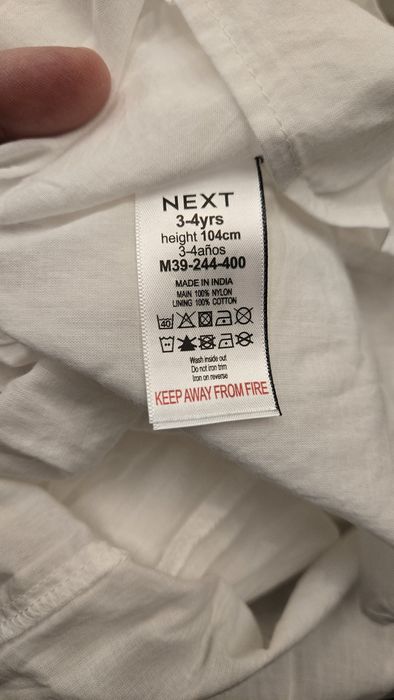 NEXT
3-4yrs
height 104cm
3-4años
M39-244-400
MADE IN INDIA
MAIN 100% NYLON
LINING 100% COTTON
40
Wash inside out
Do not iron trim
Iron on reverse
KEEP AWAY FROM FIRE